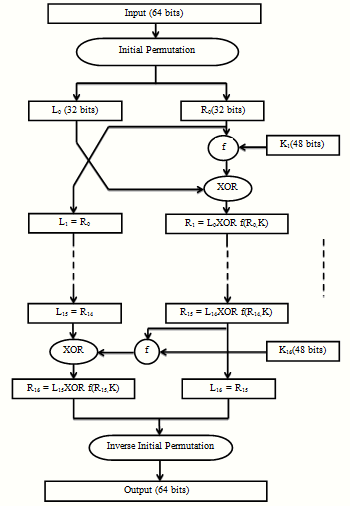 Input (64 bits)
Initial Permutation
L₀ (32 bits)
R₀(32 bits)
f
K₁(48 bits)
XOR
L₁ = R₀
R₁ = L₀XOR f(R₀,K)
L₁₅ = R₁₄
R₁₅ = L₁₄XOR f(R₁₄,K)
XOR
f
K₁₆(48 bits)
R₁₆ = L₁₅XOR f(R₁₅,K)
L₁₆ = R₁₅
Inverse Initial Permutation
Output (64 bits)